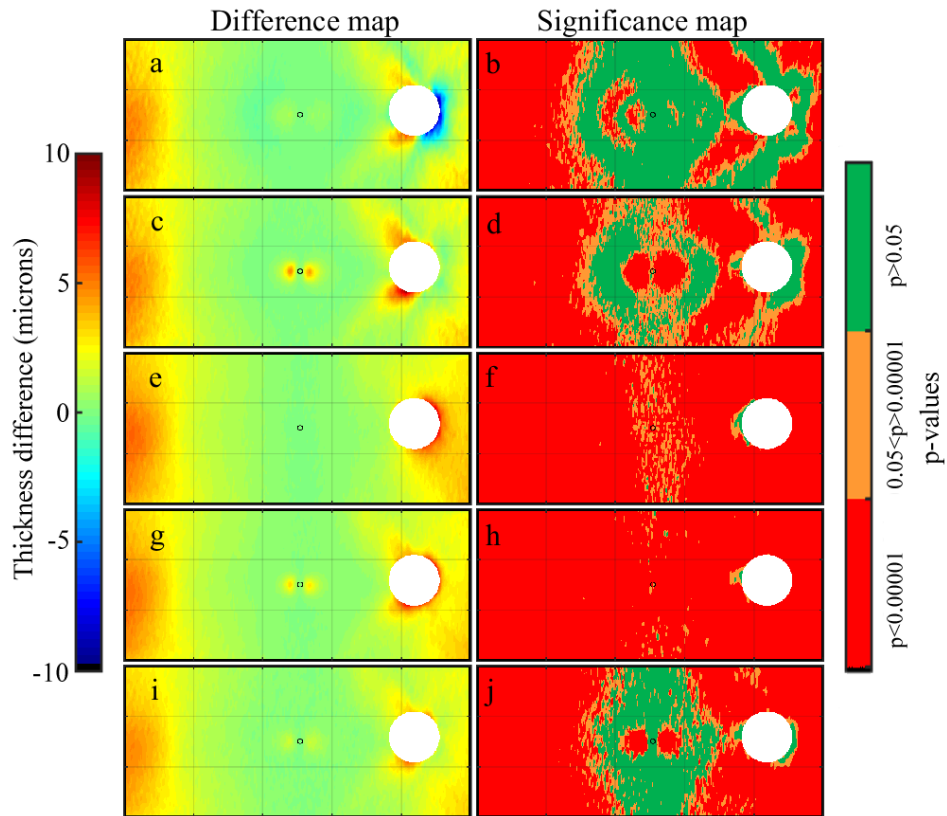 Difference map
Significance map
a
b
c
d
e
f
g
h
i
j
Thickness difference (microns)
10
5
0
-5
-10
p>0.05
0.05<p>0.00001
p<0.00001
p-values